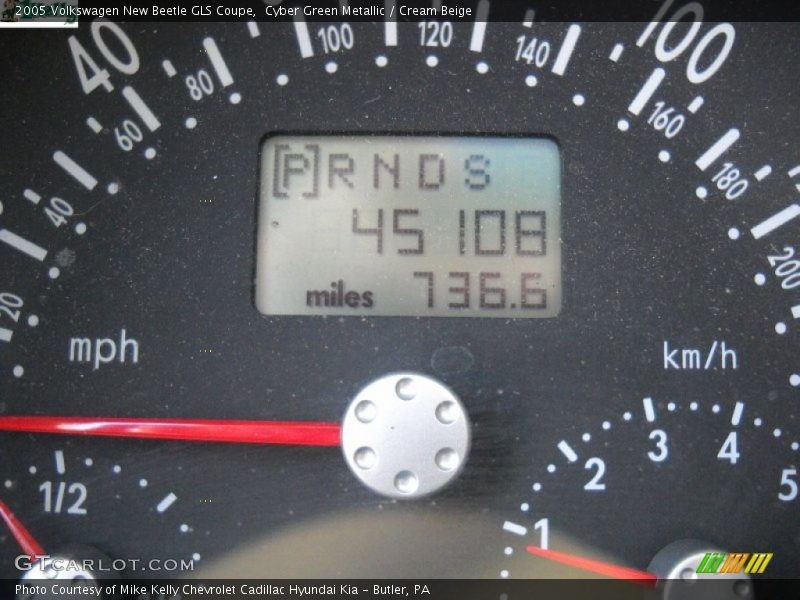 2005 Volkswagen New Beetle GLS Coupe, Cyber Green Metallic / Cream Beige
40 100
80 100 120 140
60 160
40 180
20 200
[P] R N D S
45108
miles 736.6
mph km/h
1/2
1 2 3 4 5
GTCARLOT.COM
Photo Courtesy of Mike Kelly Chevrolet Cadillac Hyundai Kia - Butler, PA